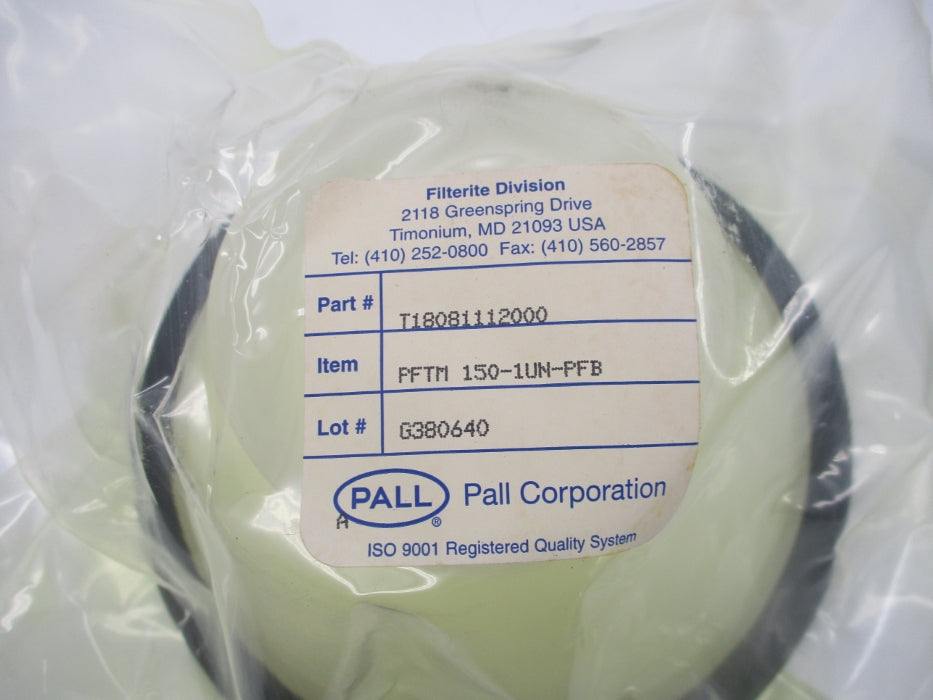 Filterite Division
2118 Greenspring Drive
Timonium, MD 21093 USA
Tel: (410) 252-0800 Fax: (410) 560-2857
Part # T18081112000
Item PFTM 150-1UN-PFB
Lot # G380640
PALL ® Pall Corporation
A
ISO 9001 Registered Quality System